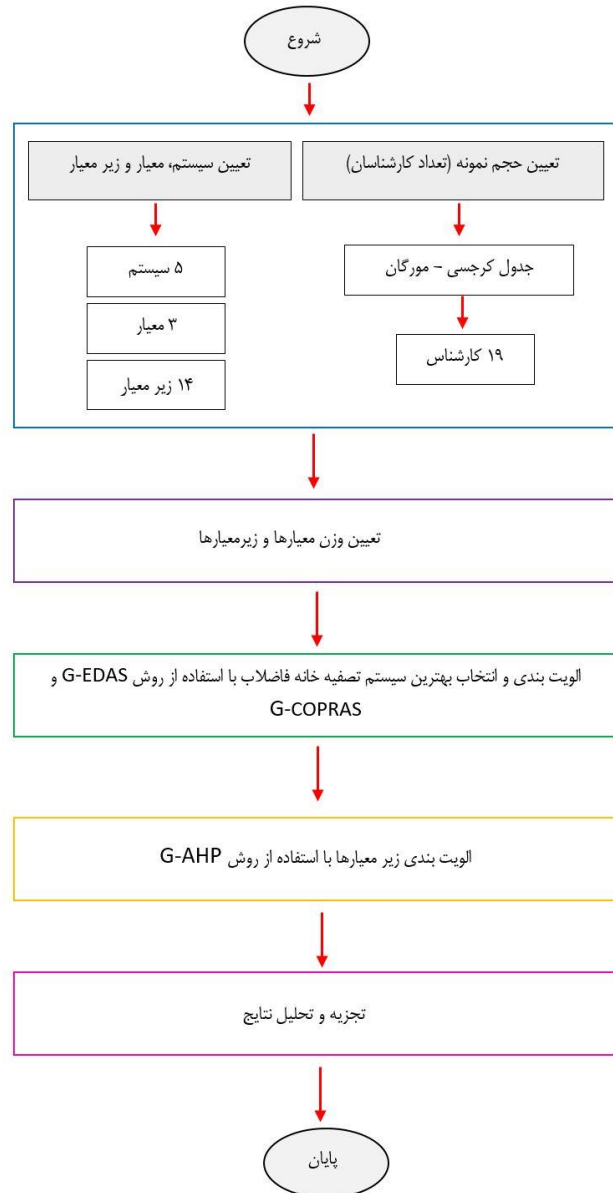 شروع
تعیین حجم نمونه (تعداد کارشناسان)
جدول کرجسی – مورگان
۱۹ کارشناس
تعیین سیستم، معیار و زیر معیار
۵ سیستم
۳ معیار
۱۴ زیر معیار
تعیین وزن معیارها و زیرمعیارها
الویت بندی و انتخاب بهترین سیستم تصفیه خانه فاضلاب با استفاده از روش G-EDAS و
G-COPRAS
الویت بندی زیر معیارها با استفاده از روش G-AHP
تجزیه و تحلیل نتایج
پایان